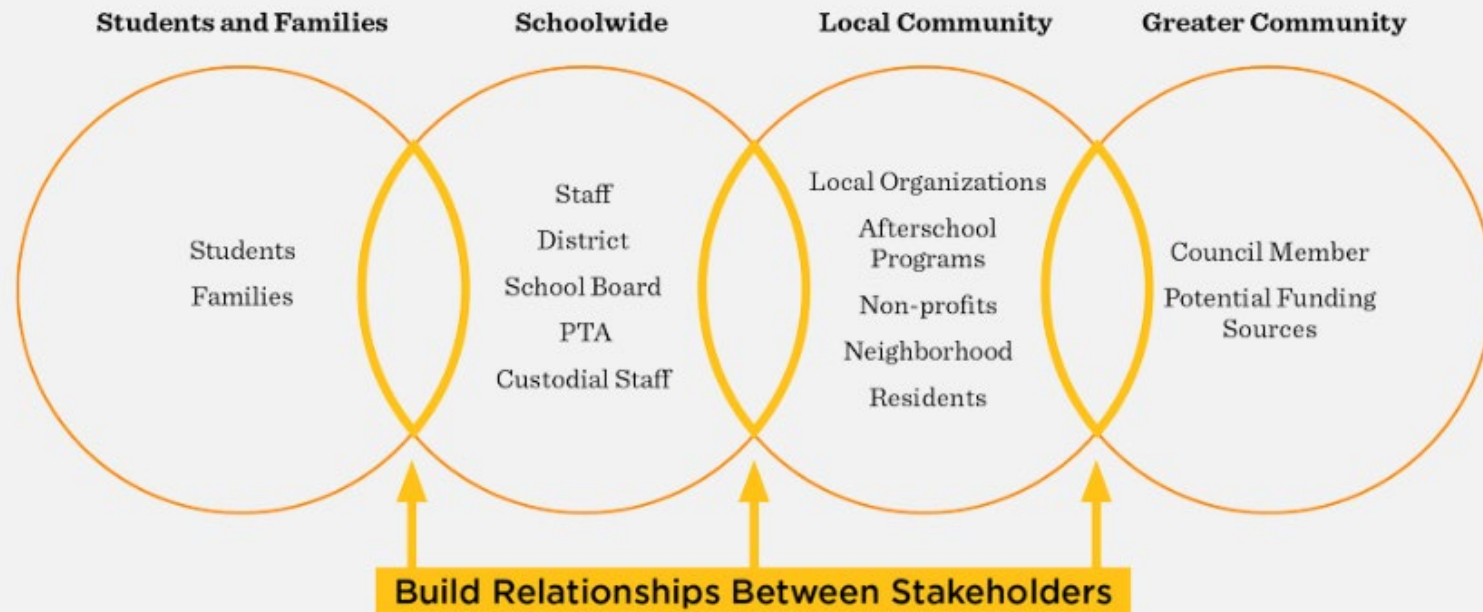 Students and Families
Schoolwide
Local Community
Greater Community
Students
Families
Staff
District
School Board
PTA
Custodial Staff
Local Organizations
Afterschool
Programs
Non-profits
Neighborhood
Residents
Council Member
Potential Funding
Sources
Build Relationships Between Stakeholders